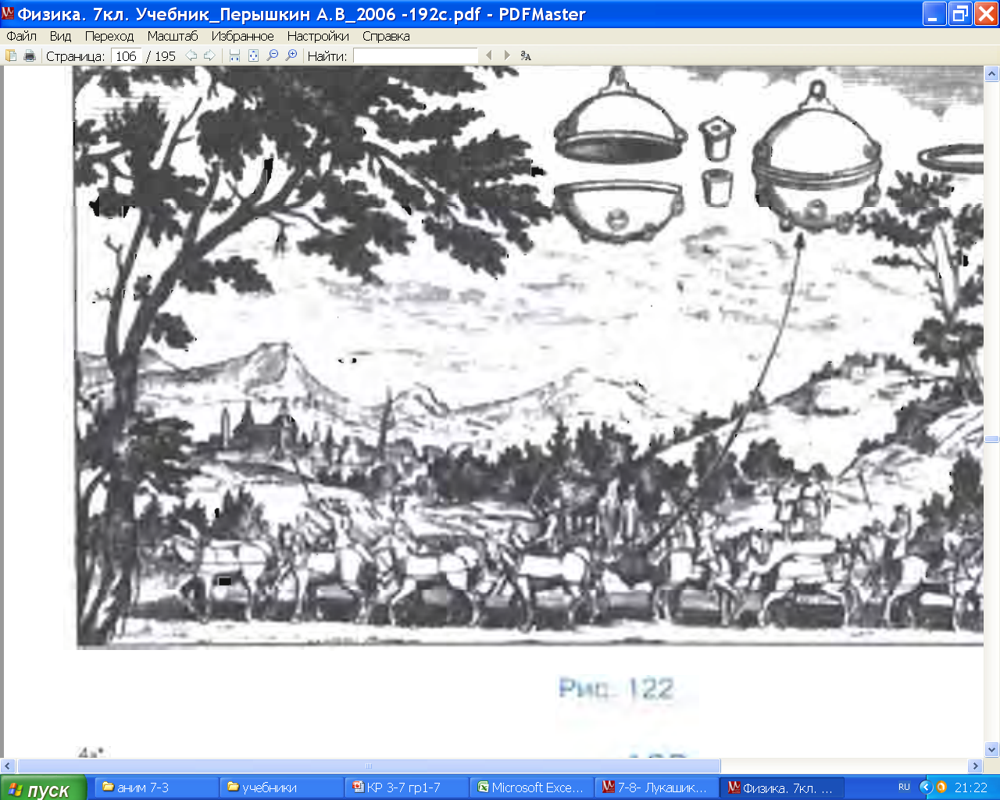 Физика. 7кл. Учебник_Перышкин А.В_2006 -192с.pdf - PDFMaster
Файл Вид Переход Масштаб Избранное Настройки Справка
Страница: 106 / 195 Найти:
Рис. 122
пуск аним 7-3 учебники КР 3-7 гр1-7 Microsoft Exce... 7-8- Лукашик... Физика. 7кл. ... RU 21:22